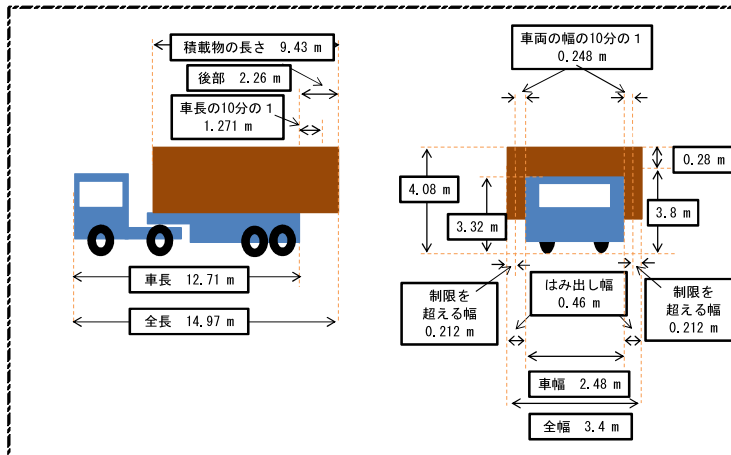 積載物の長さ 9.43 m
後部 2.26 m
車長の10分の1
1.271 m
車長 12.71 m
全長 14.97 m
車両の幅の10分の1
0.248 m
4.08 m
3.32 m
0.28 m
3.8 m
制限を
超える幅
0.212 m
はみ出し幅
0.46 m
制限を
超える幅
0.212 m
車幅 2.48 m
全幅 3.4 m